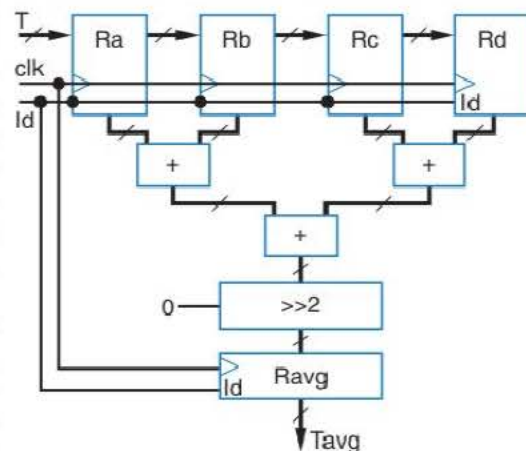 T
Ra Rb Rc Rd
clk
ld
ld
+ +
+
0 >>2
ld Ravg
Tavg